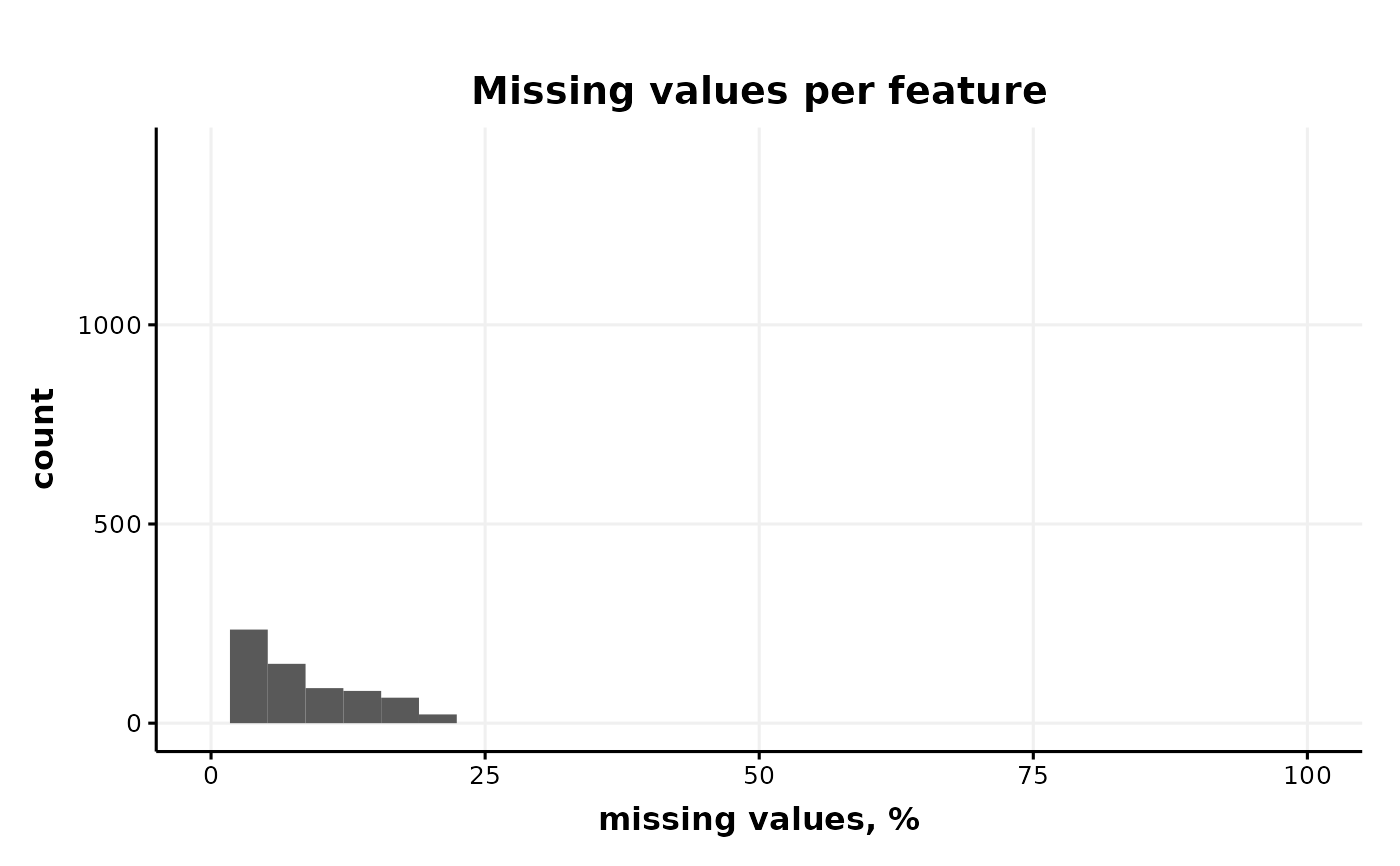 Missing values per feature
count
1000
500
0
0 25 50 75 100
missing values, %